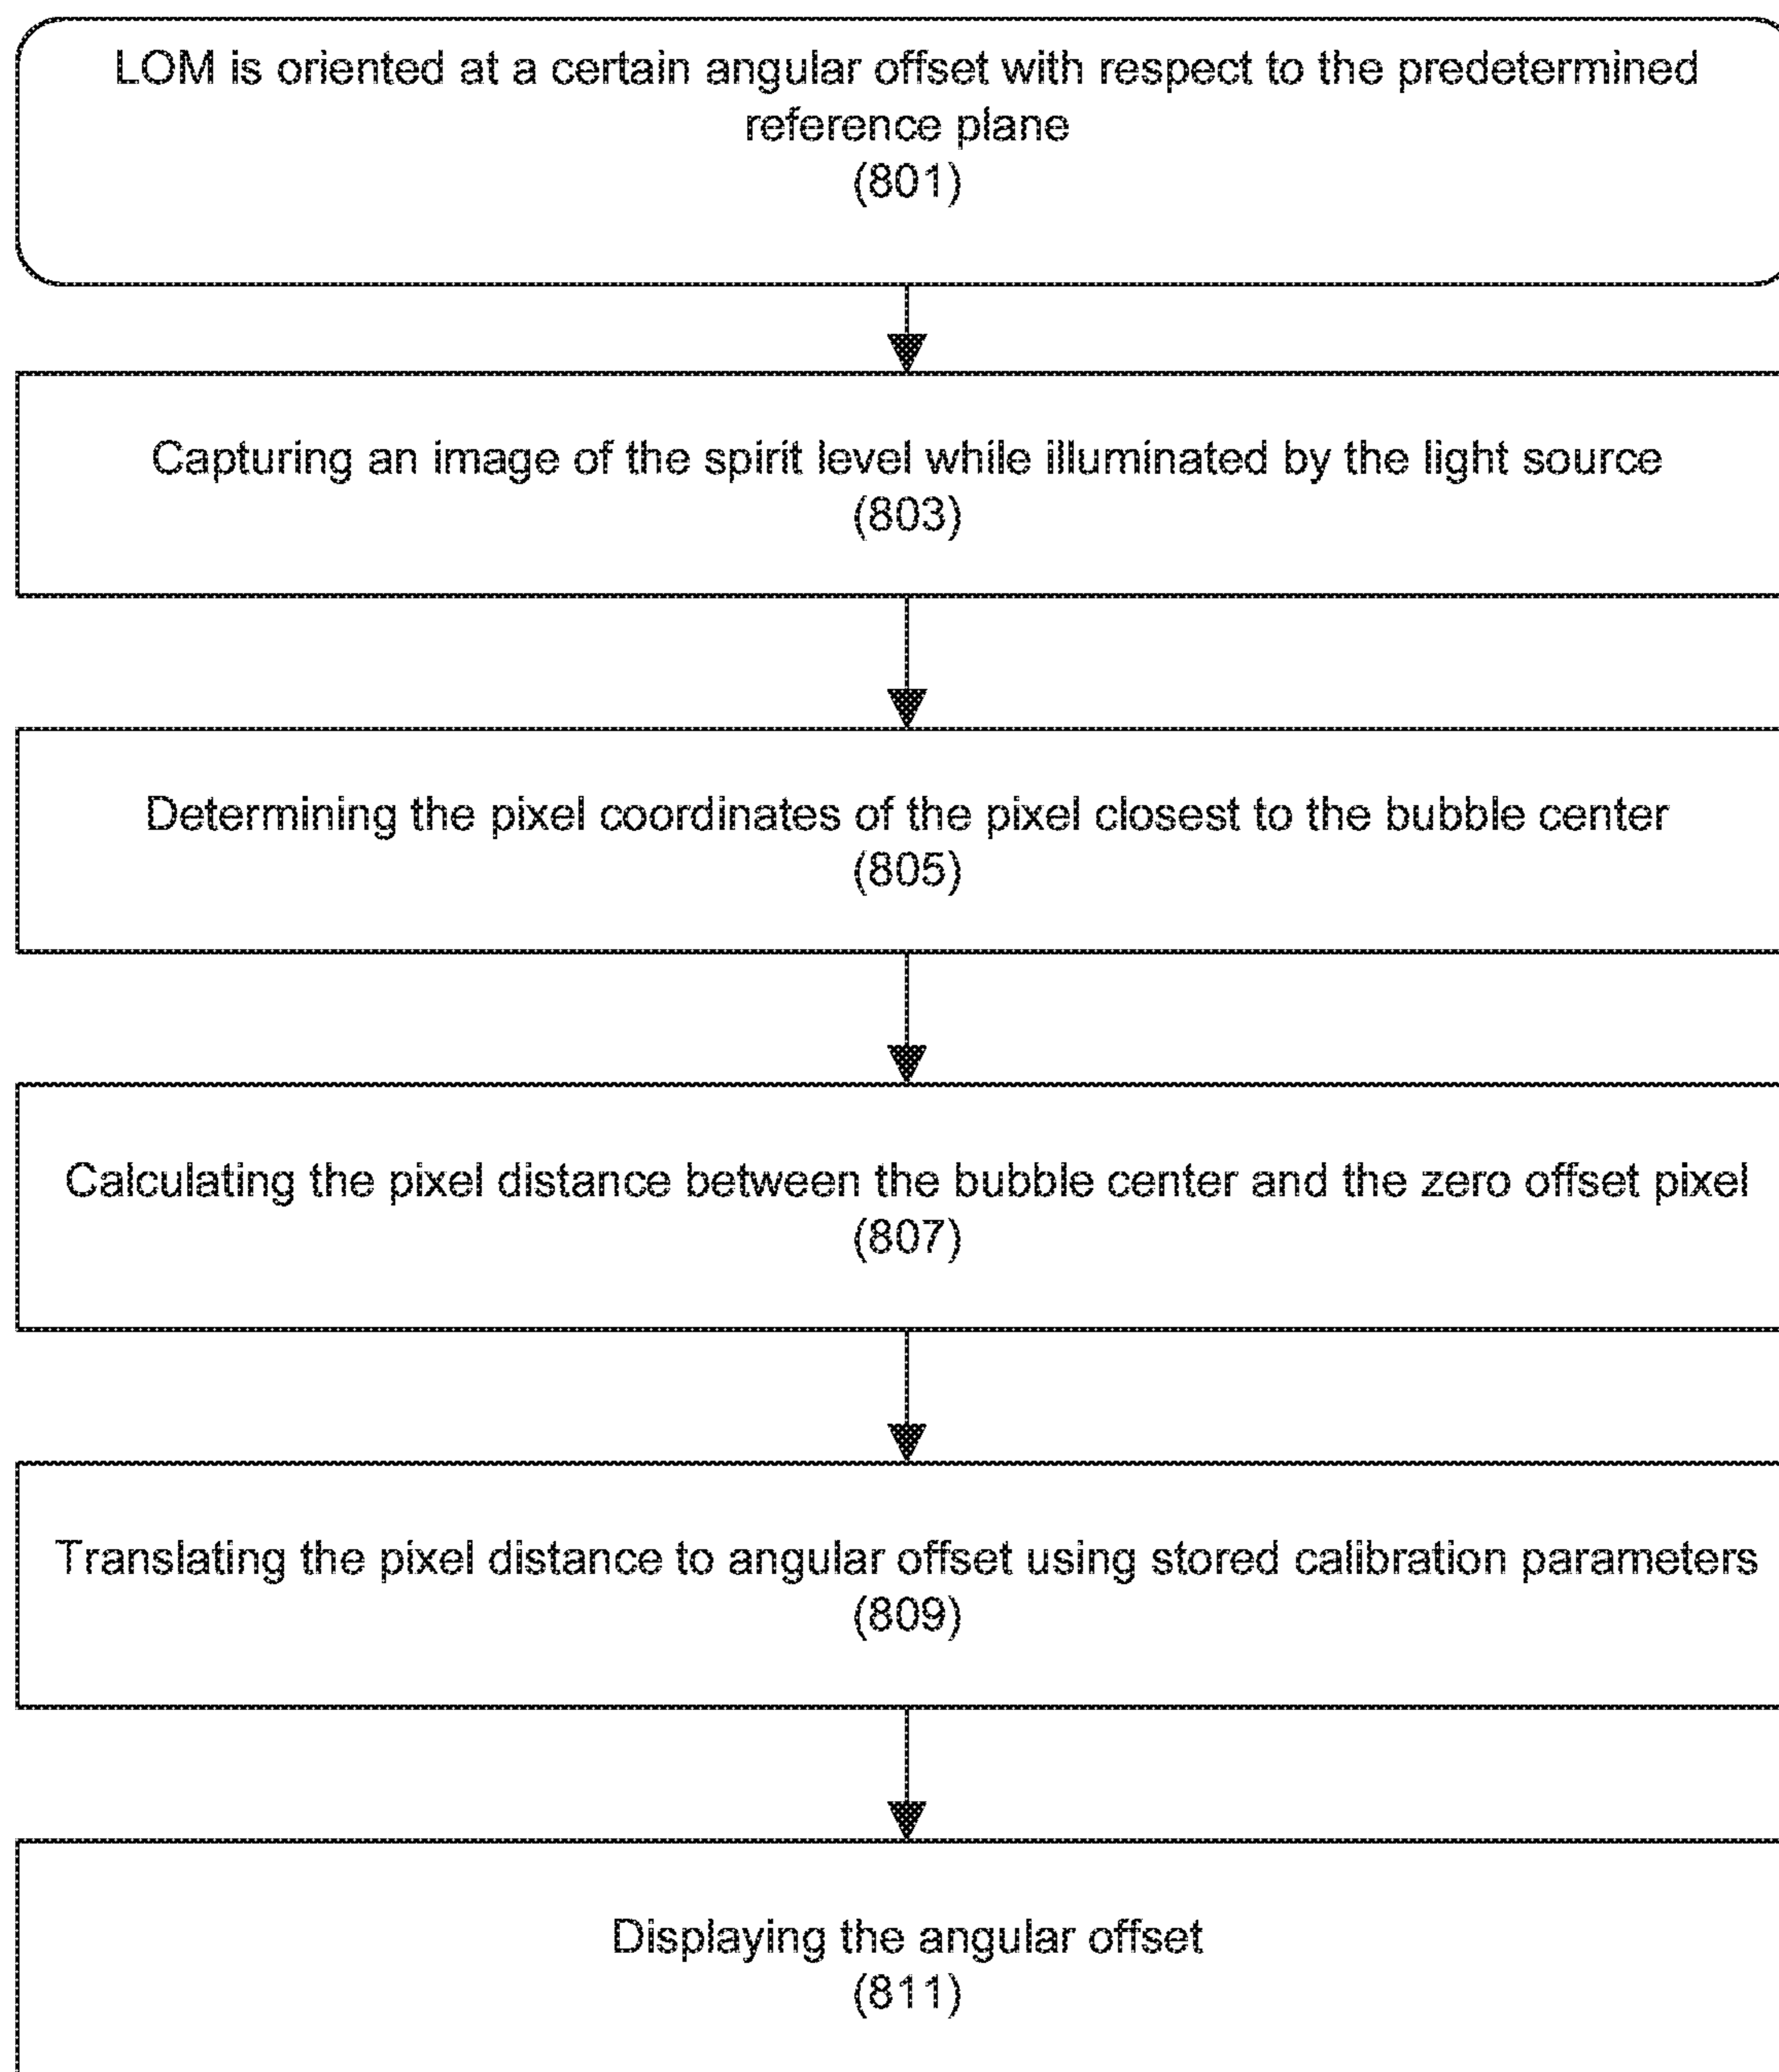 LOM is oriented at a certain angular offset with respect to the predetermined
reference plane
(801)
Capturing an image of the spirit level while illuminated by the light source
(803)
Determining the pixel coordinates of the pixel closest to the bubble center
(805)
Calculating the pixel distance between the bubble center and the zero offset pixel
(807)
Translating the pixel distance to angular offset using stored calibration parameters
(809)
Displaying the angular offset
(811)